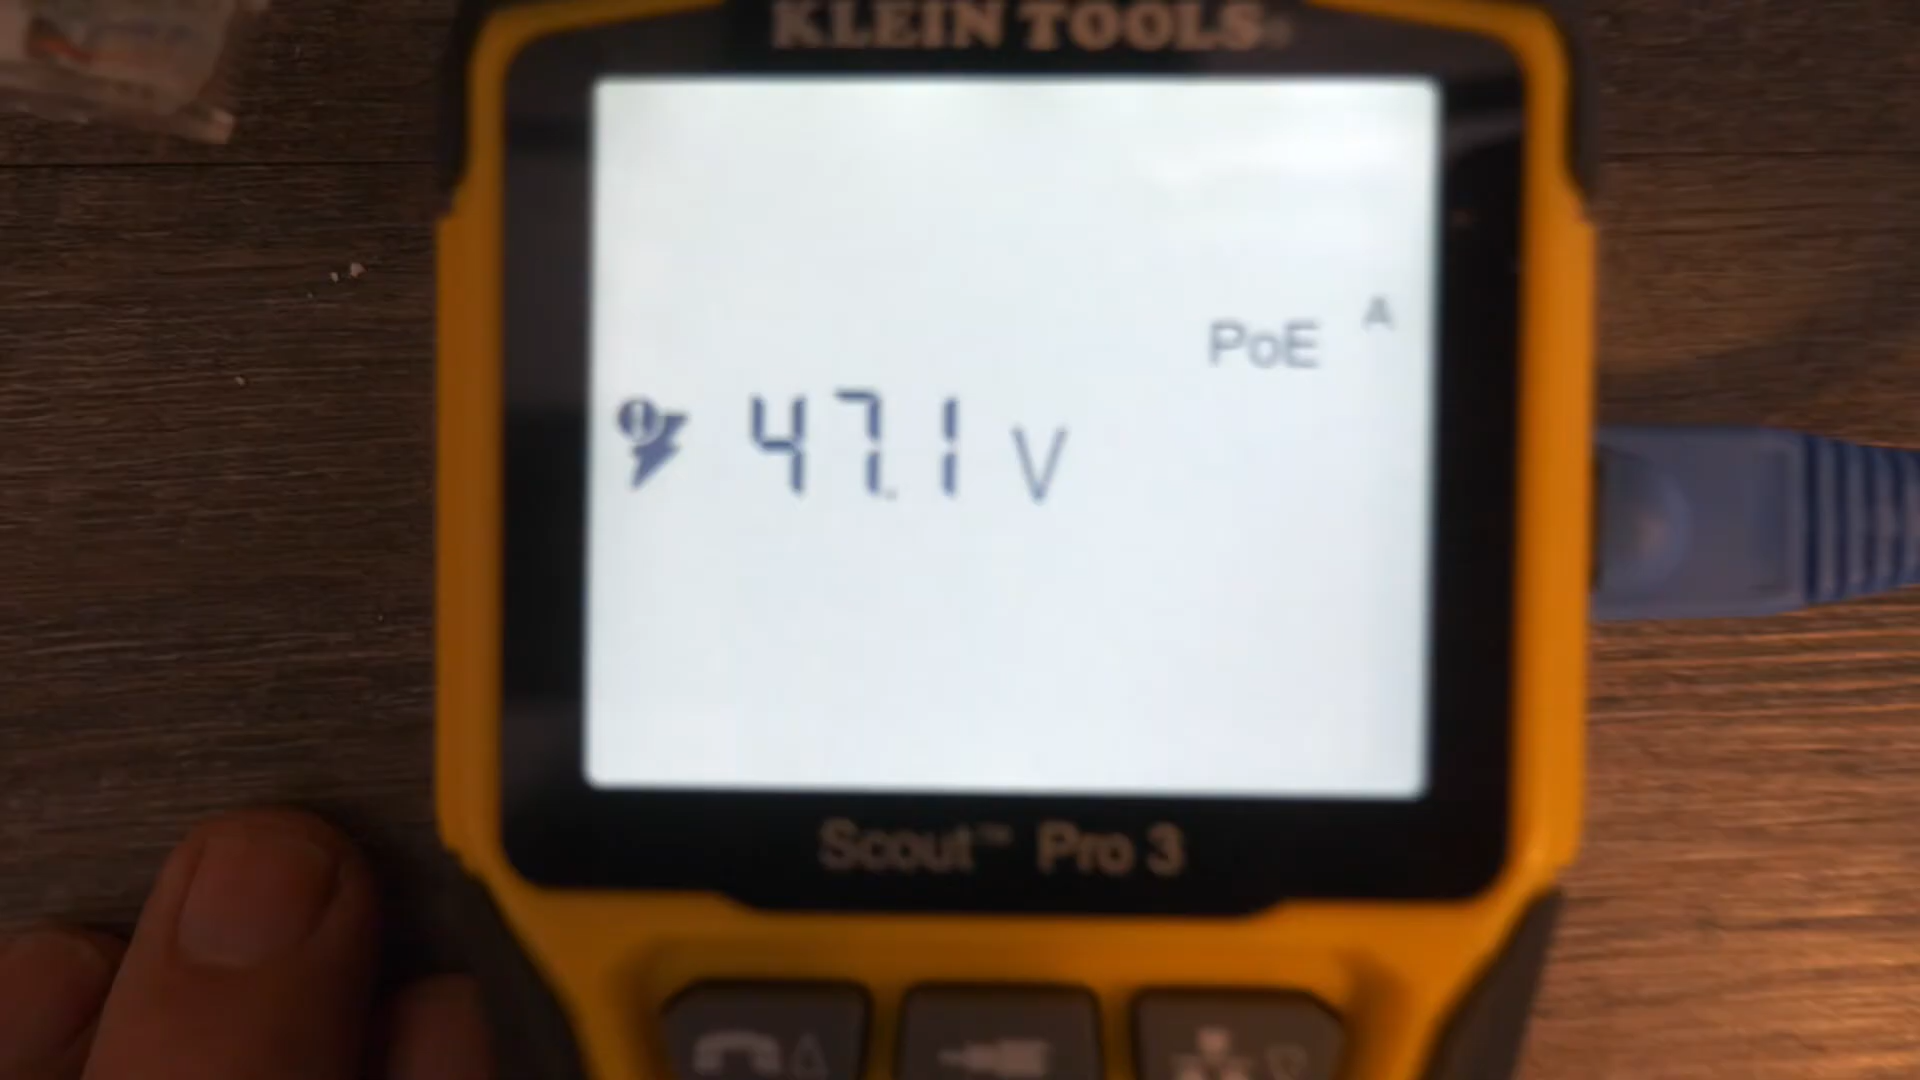 KLEIN TOOLS®
A
PoE
47.1 V
Scout™ Pro 3